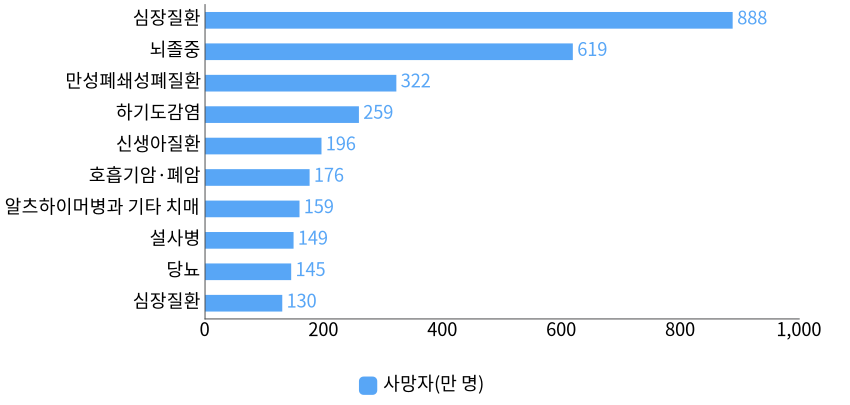 심장질환 888
뇌졸중 619
만성폐쇄성폐질환 322
하기도감염 259
신생아질환 196
호흡기암·폐암 176
알츠하이머병과 기타 치매 159
설사병 149
당뇨 145
심장질환 130
0 200 400 600 800 1,000
사망자(만 명)